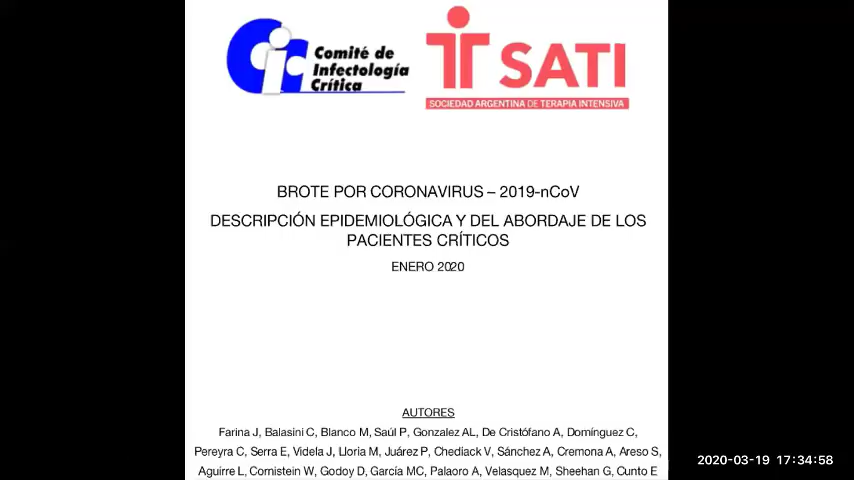 Comité de
Infectología
Crítica
SATI
SOCIEDAD ARGENTINA DE TERAPIA INTENSIVA
BROTE POR CORONAVIRUS – 2019-nCoV
DESCRIPCIÓN EPIDEMIOLÓGICA Y DEL ABORDAJE DE LOS
PACIENTES CRÍTICOS
ENERO 2020
AUTORES
Farina J, Balasini C, Blanco M, Saúl P, Gonzalez AL, De Cristófano A, Domínguez C,
Pereyra C, Serra E, Videla J, Lloria M, Juárez P, Chediack V, Sánchez A, Cremona A, Areso S,
Aguirre L, Cornistein W, Godoy D, García MC, Palaoro A, Velasquez M, Sheehan G, Cunto E
2020-03-19 17:34:58